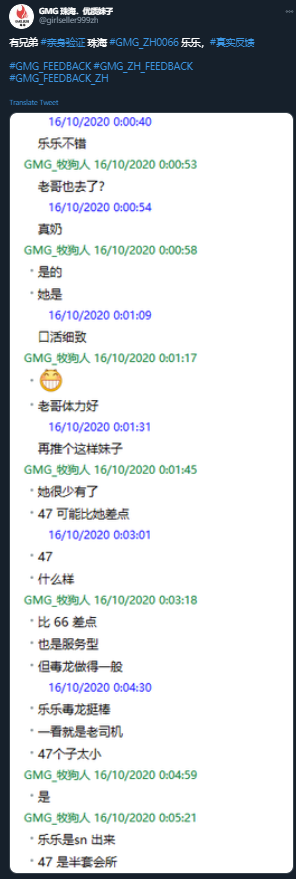 GMG 珠海．优质妹子
@girlseller999zh
有兄弟 #亲身验证 珠海 #GMG_ZH0066 乐乐，#真实反馈
#GMG_FEEDBACK #GMG_ZH_FEEDBACK
#GMG_FEEDBACK_ZH
Translate Tweet
16/10/2020 0:00:40
乐乐不错
GMG_牧狗人 16/10/2020 0:00:53
老哥也去了?
16/10/2020 0:00:54
真奶
GMG_牧狗人 16/10/2020 0:00:58
是的
她是
16/10/2020 0:01:09
口活细致
GMG_牧狗人 16/10/2020 0:01:17
老哥体力好
16/10/2020 0:01:31
再推个这样妹子
GMG_牧狗人 16/10/2020 0:01:45
她很少有了
47 可能比她差点
16/10/2020 0:03:01
47
什么样
GMG_牧狗人 16/10/2020 0:03:18
比 66 差点
也是服务型
但毒龙做得一般
16/10/2020 0:04:30
乐乐毒龙挺棒
一看就是老司机
47个子太小
GMG_牧狗人 16/10/2020 0:04:59
是
GMG_牧狗人 16/10/2020 0:05:21
乐乐是sn 出来
47 是半套会所